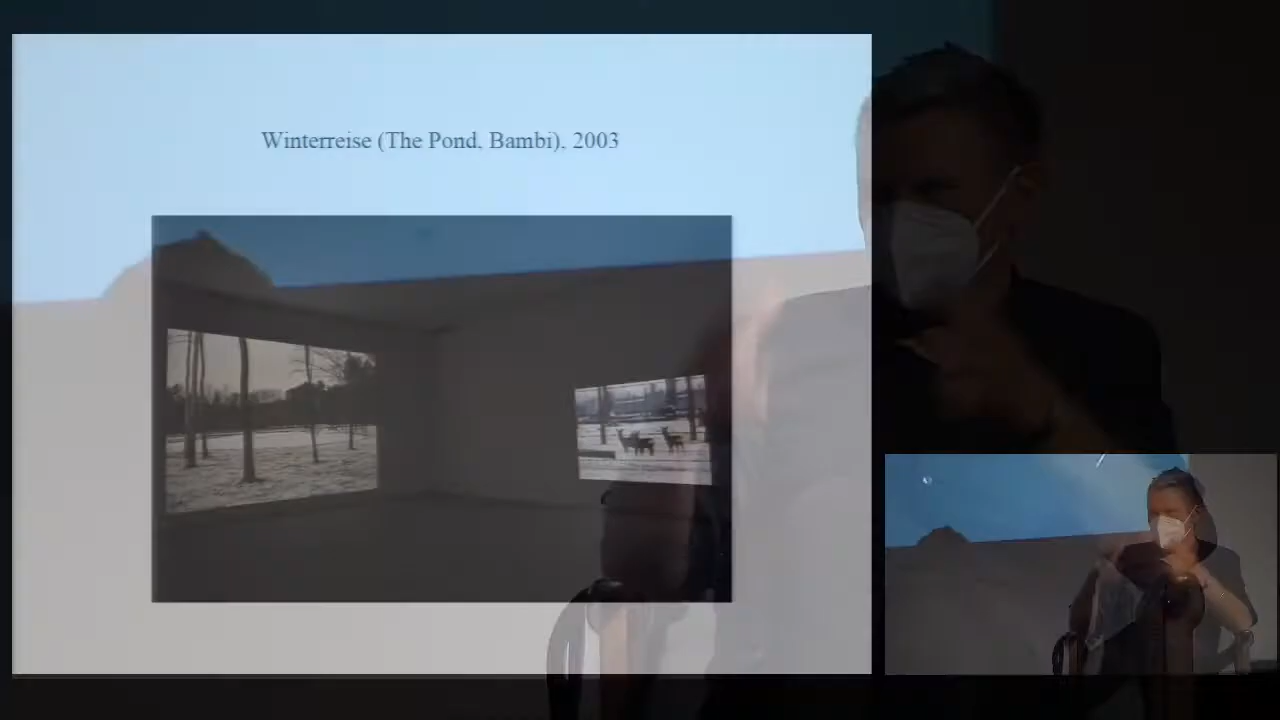 Winterreise (The Pond, Bambi), 2003